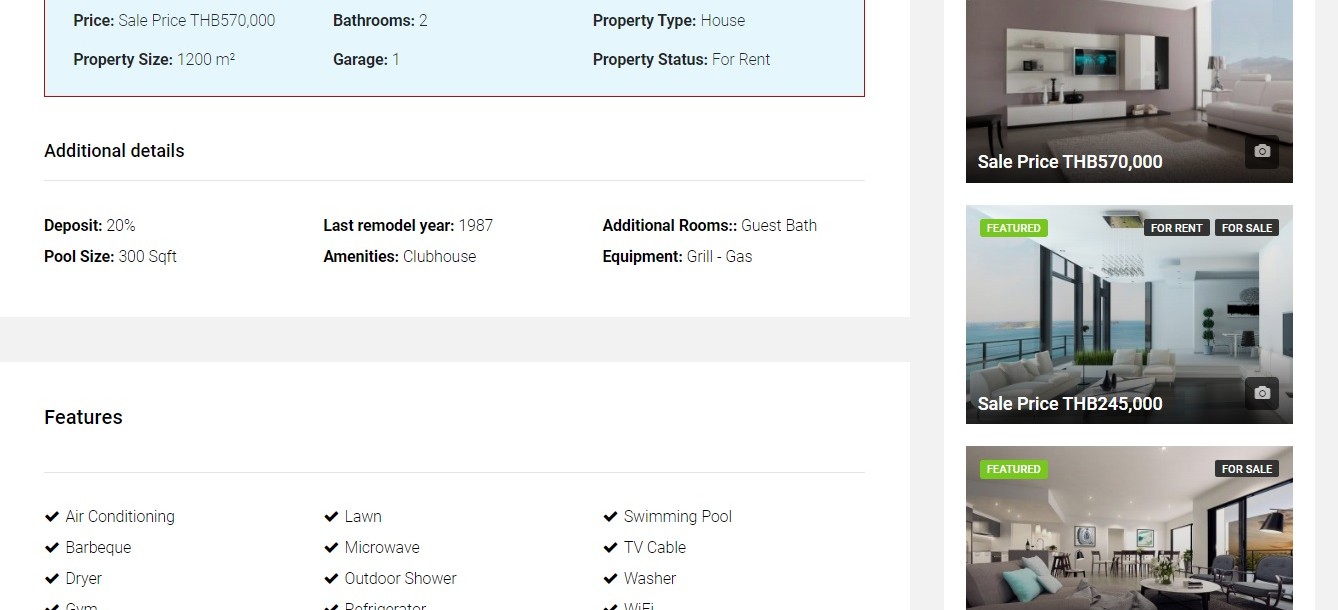 Price: Sale Price THB570,000 Bathrooms: 2 Property Type: House
Property Size: 1200 m² Garage: 1 Property Status: For Rent
Additional details
Deposit: 20% Last remodel year: 1987 Additional Rooms:: Guest Bath
Pool Size: 300 Sqft Amenities: Clubhouse Equipment: Grill - Gas
Features
Air Conditioning Lawn Swimming Pool
Barbeque Microwave TV Cable
Dryer Outdoor Shower Washer
Gym Refrigerator WiFi
Sale Price THB570,000
FEATURED FOR RENT FOR SALE
Sale Price THB245,000
FEATURED FOR SALE